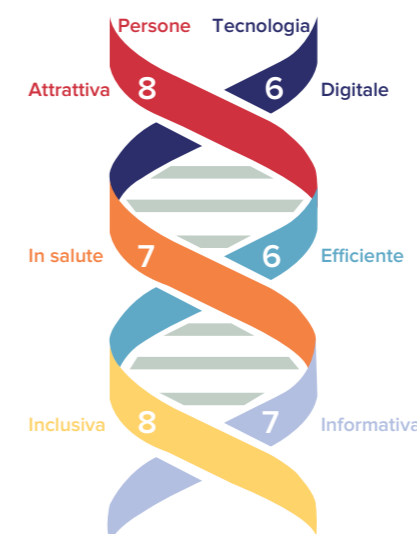 Persone Tecnologia
Attrattiva 8 6 Digitale
In salute 7 6 Efficiente
Inclusiva 8 7 Informativa